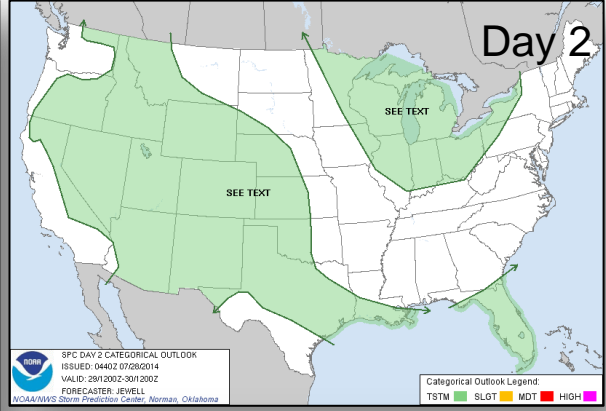 Day 2
SEE TEXT
SEE TEXT
NOAA
SPC DAY 2 CATEGORICAL OUTLOOK
ISSUED: 0440Z 07/28/2014
VALID: 29/1200Z-30/1200Z
FORECASTER: JEWELL
NOAA/NWS Storm Prediction Center, Norman, Oklahoma
Categorical Outlook Legend:
TSTM SLGT MDT HIGH